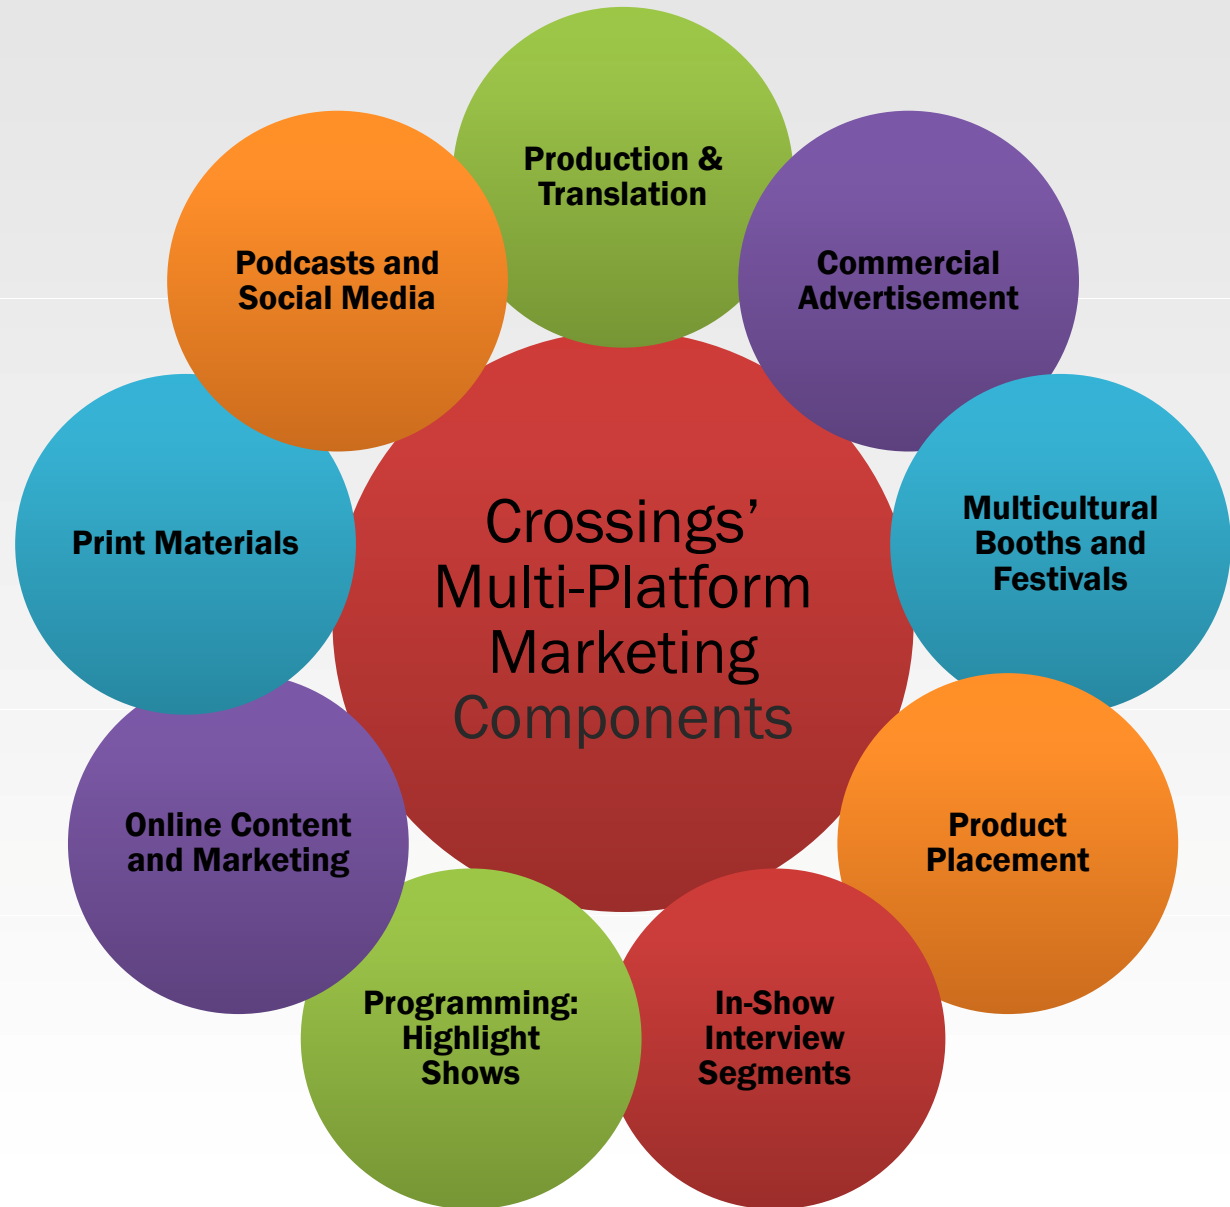 Production &
Translation
Commercial
Advertisement
Multicultural
Booths and
Festivals
Product
Placement
In-Show
Interview
Segments
Programming:
Highlight
Shows
Online Content
and Marketing
Print Materials
Podcasts and
Social Media
Crossings’
Multi-Platform
Marketing
Components